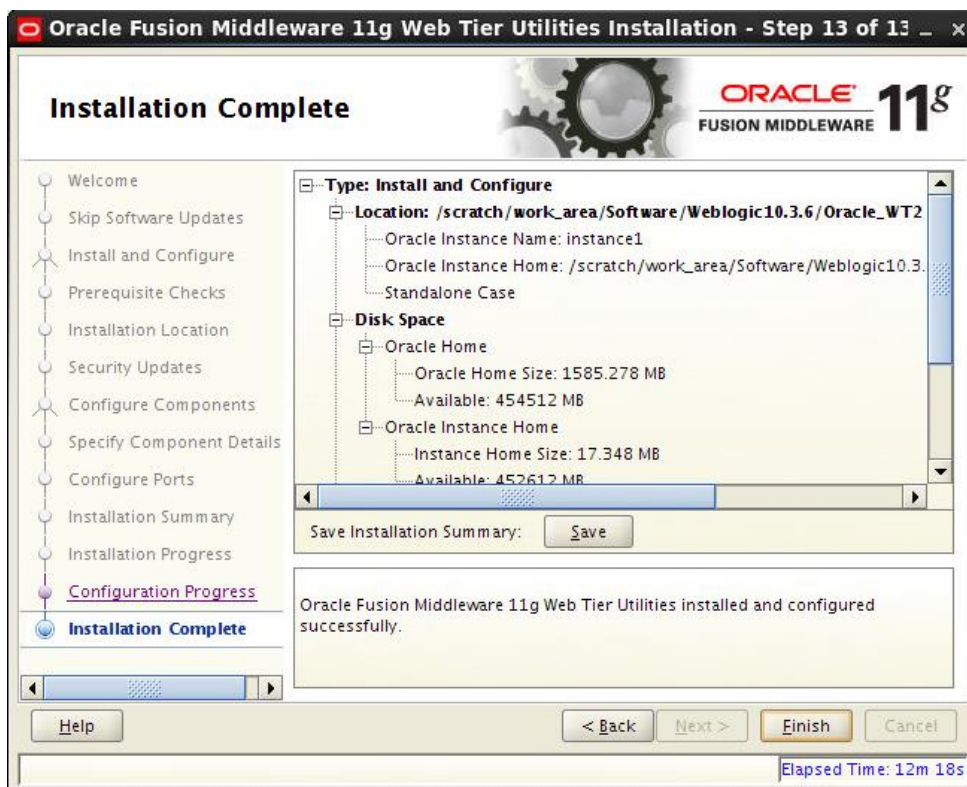 Oracle Fusion Middleware 11g Web Tier Utilities Installation - Step 13 of 13
Installation Complete
ORACLE
FUSION MIDDLEWARE
11g
Welcome
Skip Software Updates
Install and Configure
Prerequisite Checks
Installation Location
Security Updates
Configure Components
Specify Component Details
Configure Ports
Installation Summary
Installation Progress
Configuration Progress
Installation Complete
Type: Install and Configure
Location: /scratch/work_area/Software/Weblogic10.3.6/Oracle_WT2
Oracle Instance Name: instance1
Oracle Instance Home: /scratch/work_area/Software/Weblogic10.3.
Standalone Case
Disk Space
Oracle Home
Oracle Home Size: 1585.278 MB
Available: 454512 MB
Oracle Instance Home
Instance Home Size: 17.348 MB
Available: 452612 MB
Save Installation Summary:
Save
Oracle Fusion Middleware 11g Web Tier Utilities installed and configured
successfully.
Help
< Back
Next >
Finish
Cancel
Elapsed Time: 12m 18s